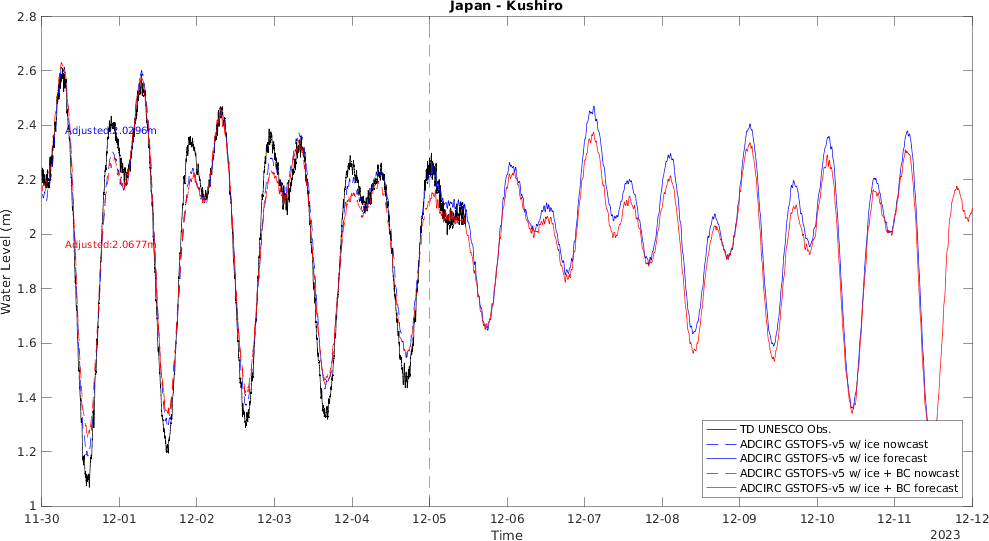 Japan - Kushiro
2.8
2.6
2.4
2.2
2
1.8
1.6
1.4
1.2
1
Water Level (m)
Adjusted:2.0296m
Adjusted:2.0677m
TD UNESCO Obs.
ADCIRC GSTOFS-v5 w/ ice nowcast
ADCIRC GSTOFS-v5 w/ ice forecast
ADCIRC GSTOFS-v5 w/ ice + BC nowcast
ADCIRC GSTOFS-v5 w/ ice + BC forecast
11-30 12-01 12-02 12-03 12-04 12-05 12-06 12-07 12-08 12-09 12-10 12-11 12-12
Time
2023